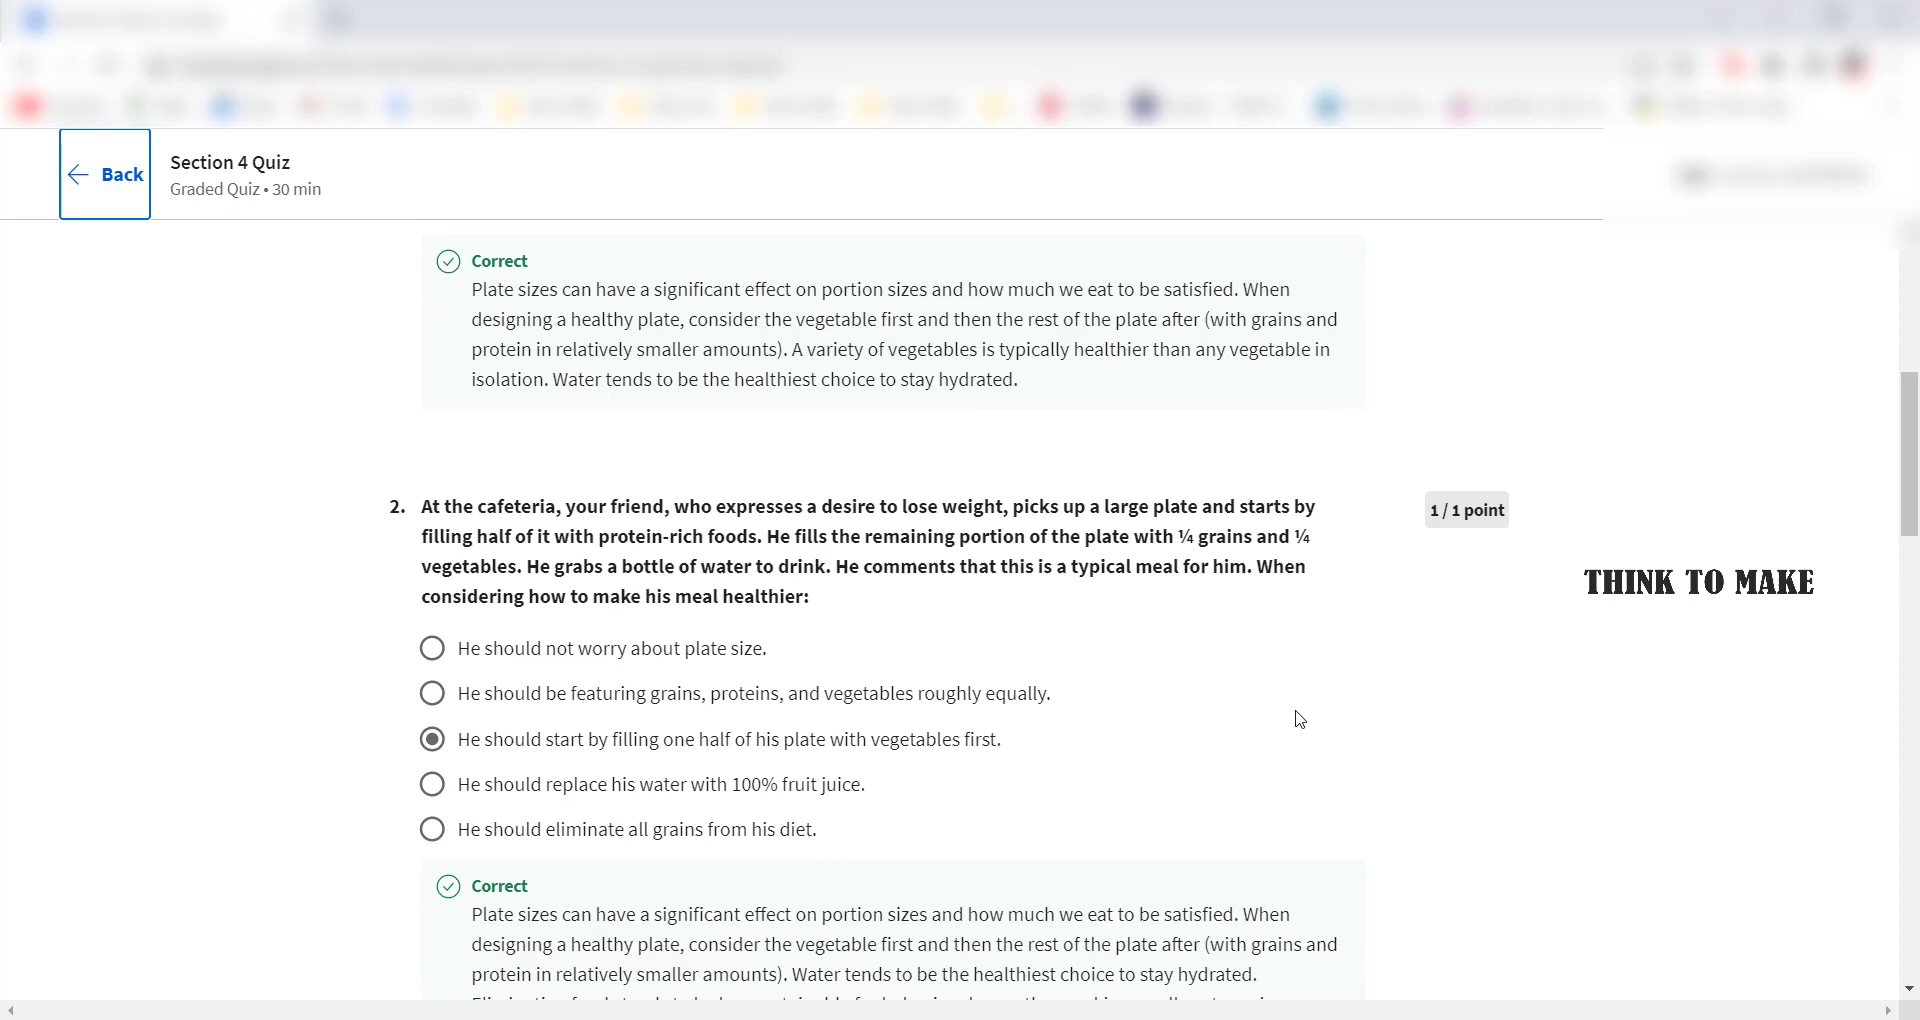 Back
Section 4 Quiz
Graded Quiz • 30 min
Correct
Plate sizes can have a significant effect on portion sizes and how much we eat to be satisfied. When
designing a healthy plate, consider the vegetable first and then the rest of the plate after (with grains and
protein in relatively smaller amounts). A variety of vegetables is typically healthier than any vegetable in
isolation. Water tends to be the healthiest choice to stay hydrated.
2. At the cafeteria, your friend, who expresses a desire to lose weight, picks up a large plate and starts by
filling half of it with protein-rich foods. He fills the remaining portion of the plate with ¼ grains and ¼
vegetables. He grabs a bottle of water to drink. He comments that this is a typical meal for him. When
considering how to make his meal healthier:
1 / 1 point
THINK TO MAKE
He should not worry about plate size.
He should be featuring grains, proteins, and vegetables roughly equally.
He should start by filling one half of his plate with vegetables first.
He should replace his water with 100% fruit juice.
He should eliminate all grains from his diet.
Correct
Plate sizes can have a significant effect on portion sizes and how much we eat to be satisfied. When
designing a healthy plate, consider the vegetable first and then the rest of the plate after (with grains and
protein in relatively smaller amounts). Water tends to be the healthiest choice to stay hydrated.